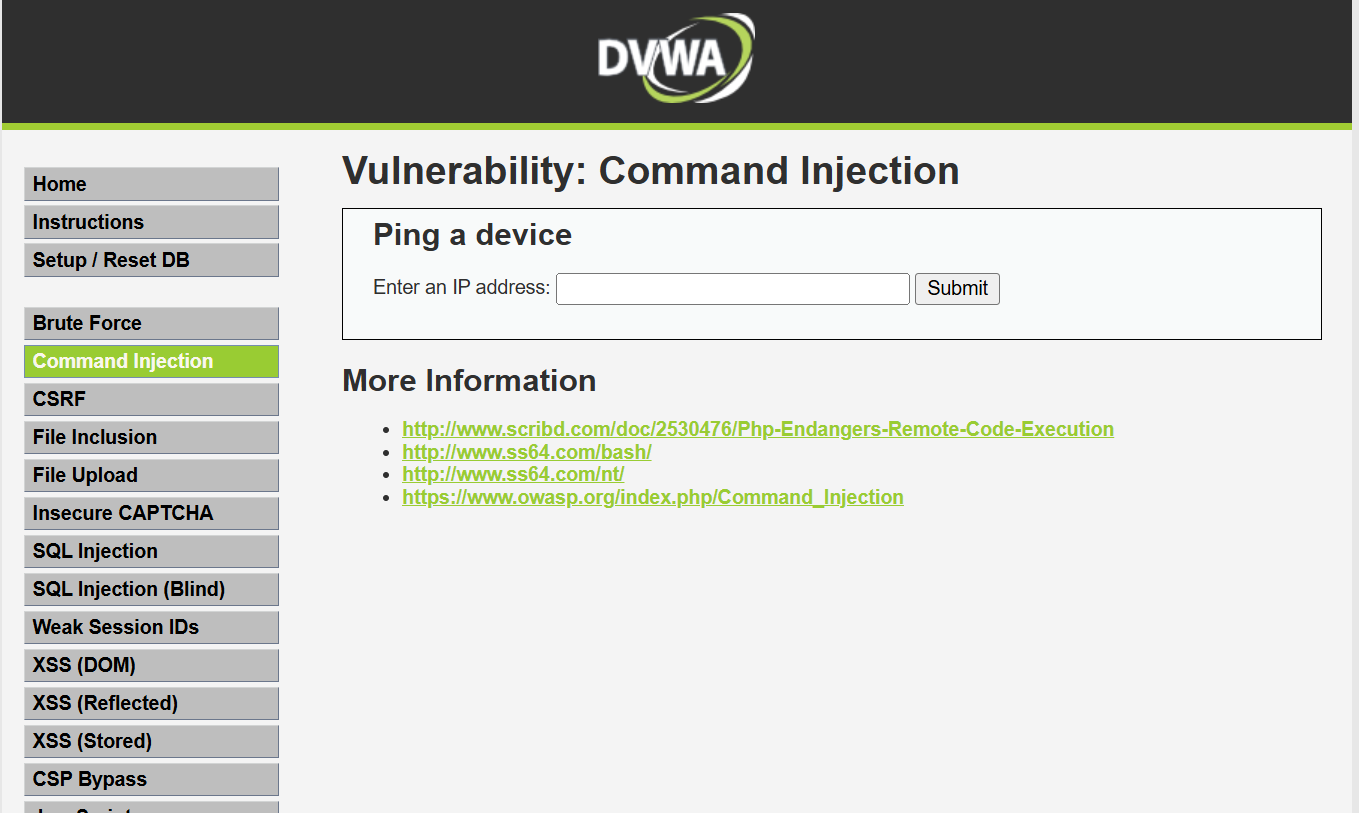 DVWA
Home
Instructions
Setup / Reset DB
Brute Force
Command Injection
CSRF
File Inclusion
File Upload
Insecure CAPTCHA
SQL Injection
SQL Injection (Blind)
Weak Session IDs
XSS (DOM)
XSS (Reflected)
XSS (Stored)
CSP Bypass
Vulnerability: Command Injection
Ping a device
Enter an IP address: Submit
More Information
http://www.scribd.com/doc/2530476/Php-Endangers-Remote-Code-Execution
http://www.ss64.com/bash/
http://www.ss64.com/nt/
https://www.owasp.org/index.php/Command_Injection